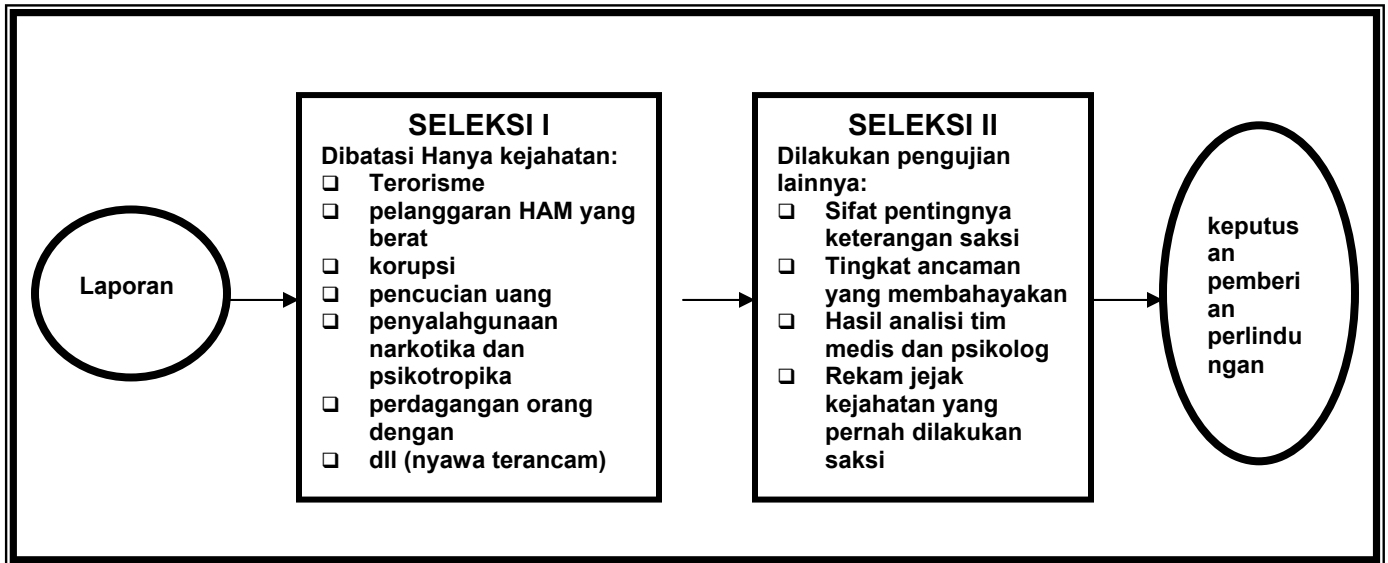 Laporan
SELEKSI I
Dibatasi Hanya kejahatan:
❑ Terorisme
❑ pelanggaran HAM yang
berat
❑ korupsi
❑ pencucian uang
❑ penyalahgunaan
narkotika dan
psikotropika
❑ perdagangan orang
dengan
❑ dll (nyawa terancam)
SELEKSI II
Dilakukan pengujian
lainnya:
❑ Sifat pentingnya
keterangan saksi
❑ Tingkat ancaman
yang membahayakan
❑ Hasil analisi tim
medis dan psikolog
❑ Rekam jejak
kejahatan yang
pernah dilakukan
saksi
keputus
an
pemberi
an
perlindu
ngan